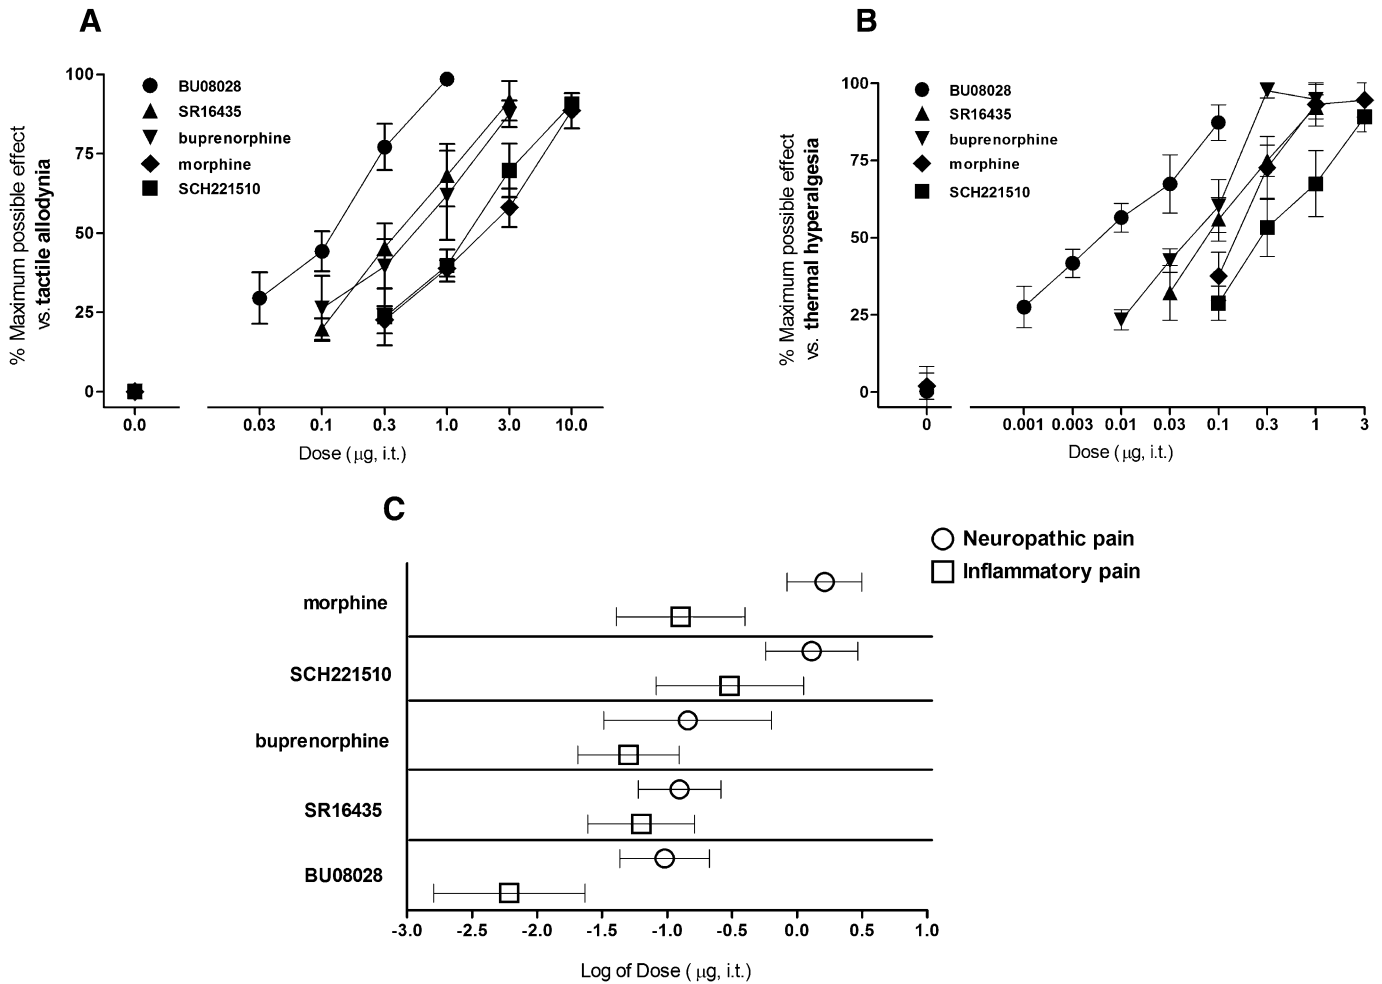 A
% Maximum possible effect
vs. tactile allodynia
100
75
50
25
0
BU08028
SR16435
buprenorphine
morphine
SCH221510
0.0
0.03
0.1
0.3
1.0
3.0
10.0
Dose ( μg, i.t.)
B
% Maximum possible effect
vs. thermal hyperalgesia
100
75
50
25
0
BU08028
SR16435
buprenorphine
morphine
SCH221510
0
0.001
0.003
0.01
0.03
0.1
0.3
1
3
Dose ( μg, i.t.)
C
Neuropathic pain
Inflammatory pain
morphine
SCH221510
buprenorphine
SR16435
BU08028
-3.0
-2.5
-2.0
-1.5
-1.0
-0.5
0.0
0.5
1.0
Log of Dose ( μg, i.t.)